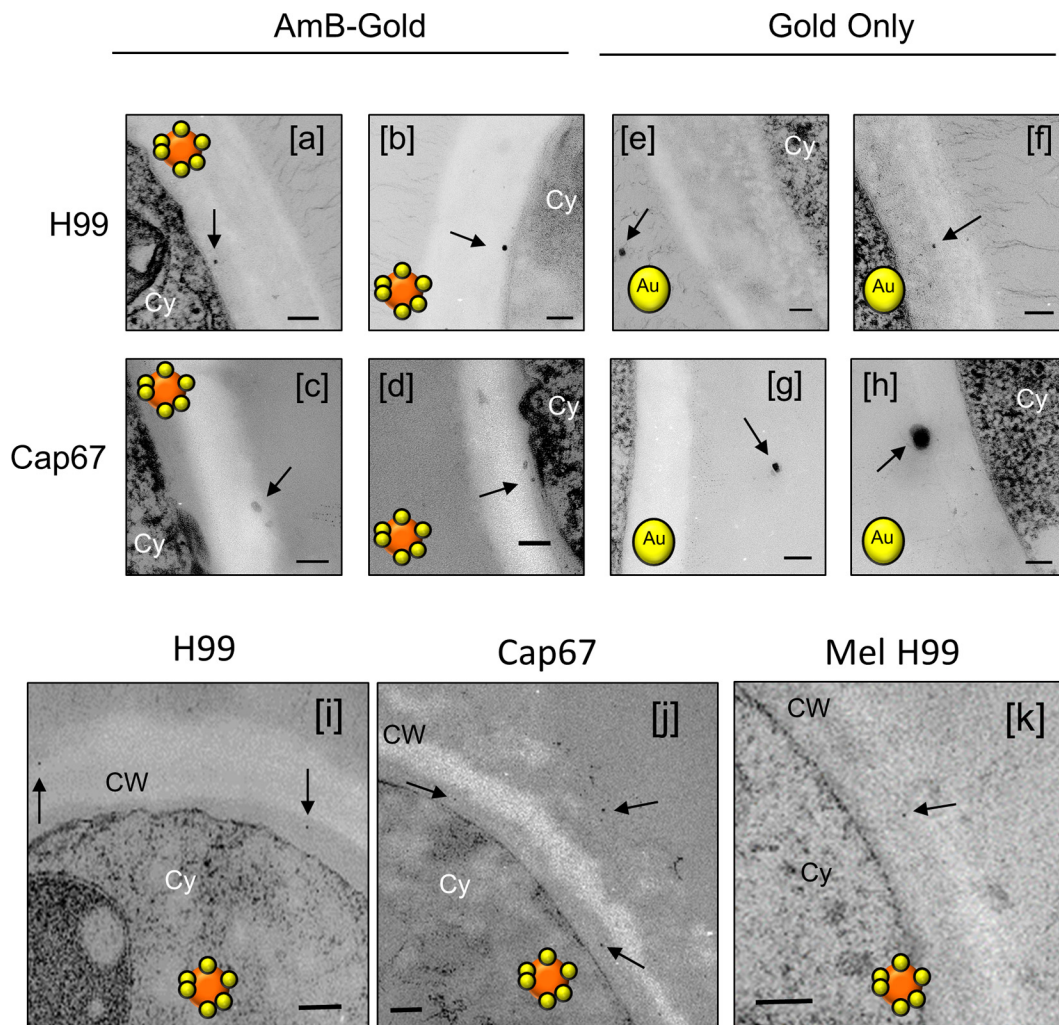 AmB-Gold
Gold Only
H99
[a]
Cy
[b]
Cy
[e]
Cy
Au
[f]
Au
Cap67
[c]
Cy
[d]
Cy
[g]
Au
[h]
Cy
Au
H99
Cap67
Mel H99
[i]
CW
Cy
[j]
CW
Cy
[k]
CW
Cy